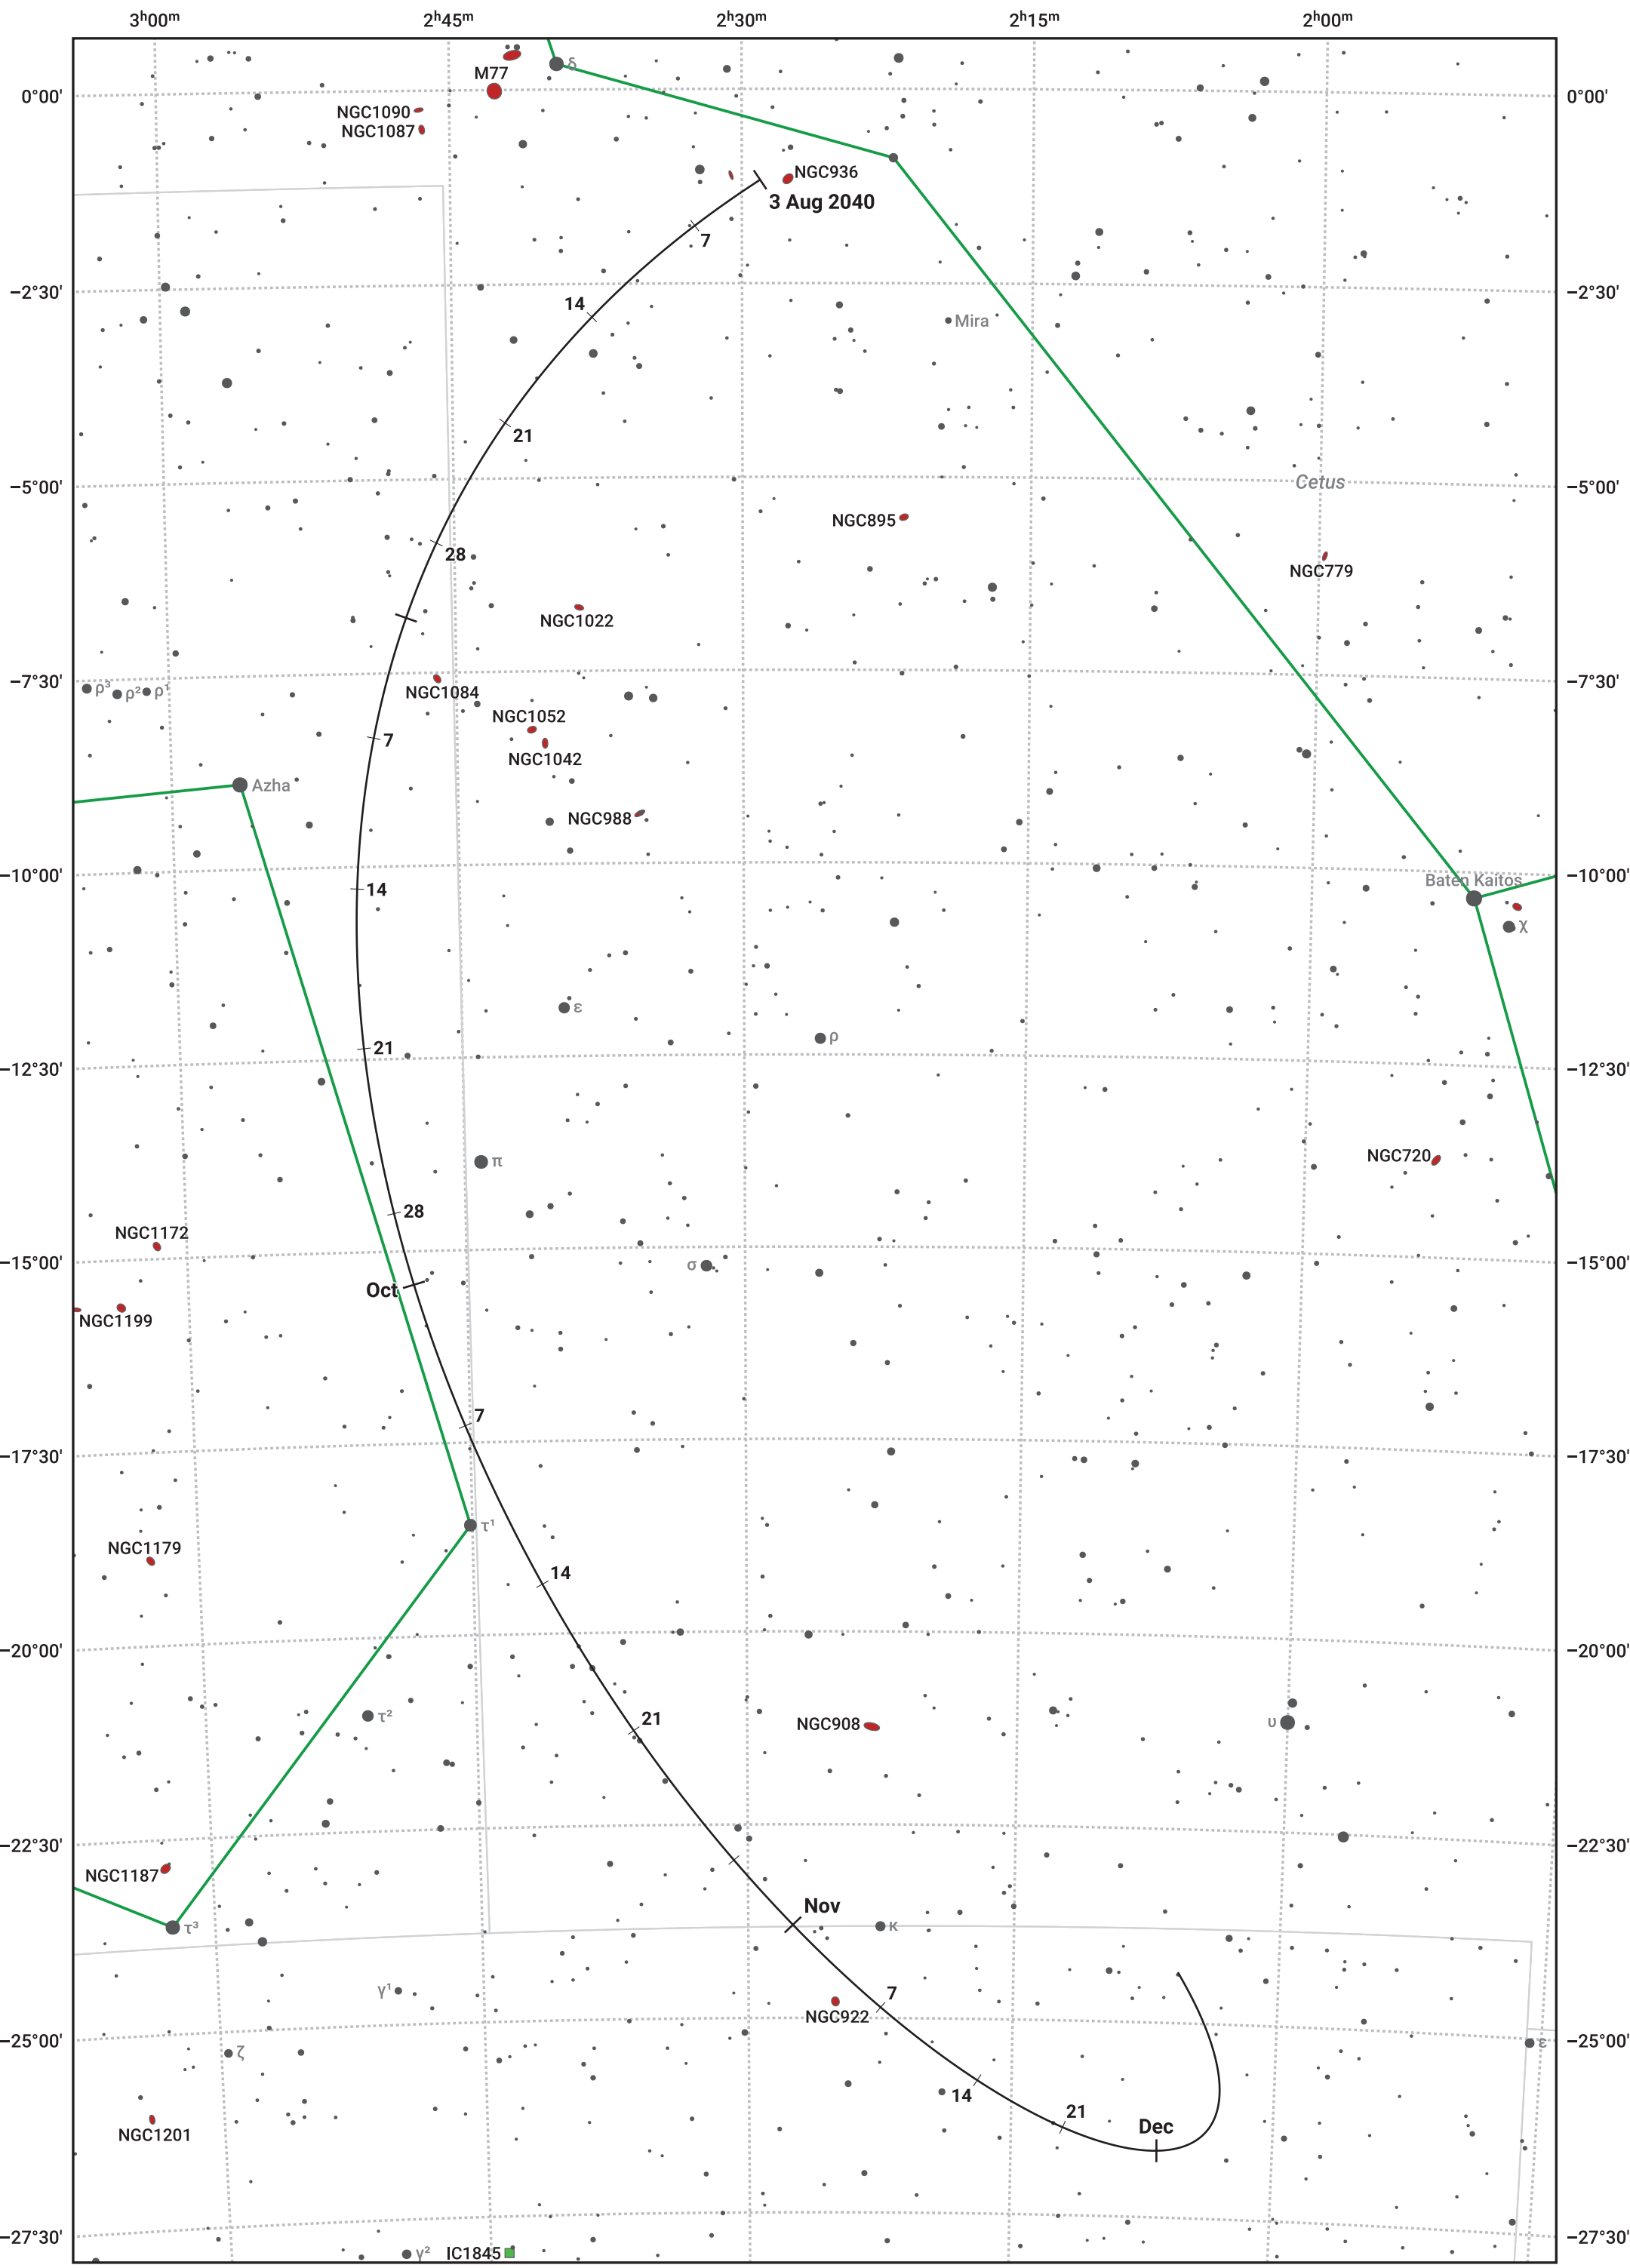 3ʰ00ᵐ 2ʰ45ᵐ 2ʰ30ᵐ 2ʰ15ᵐ 2ʰ00ᵐ
δ
M77
0°00' 0°00'
NGC1090
NGC1087
NGC936
3 Aug 2040
7
−2°30' −2°30'
14
Mira
21
Cetus
−5°00' −5°00'
NGC895
28
NGC779
NGC1022
−7°30' −7°30'
ρ³ ρ² ρ¹
NGC1084
NGC1052
7
NGC1042
Azha
NGC988
−10°00' −10°00'
Baten Kaitos
14
χ
ε
ρ
21
−12°30' −12°30'
NGC720
π
28
NGC1172
−15°00' −15°00'
σ
Oct
NGC1199
7
−17°30' −17°30'
τ¹
NGC1179
14
−20°00' −20°00'
τ²
21
NGC908
υ
−22°30' −22°30'
NGC1187
Nov
τ³
κ
γ¹
7
NGC922
−25°00' −25°00'
ε
ζ
14
21
Dec
NGC1201
−27°30' −27°30'
γ²
IC1845